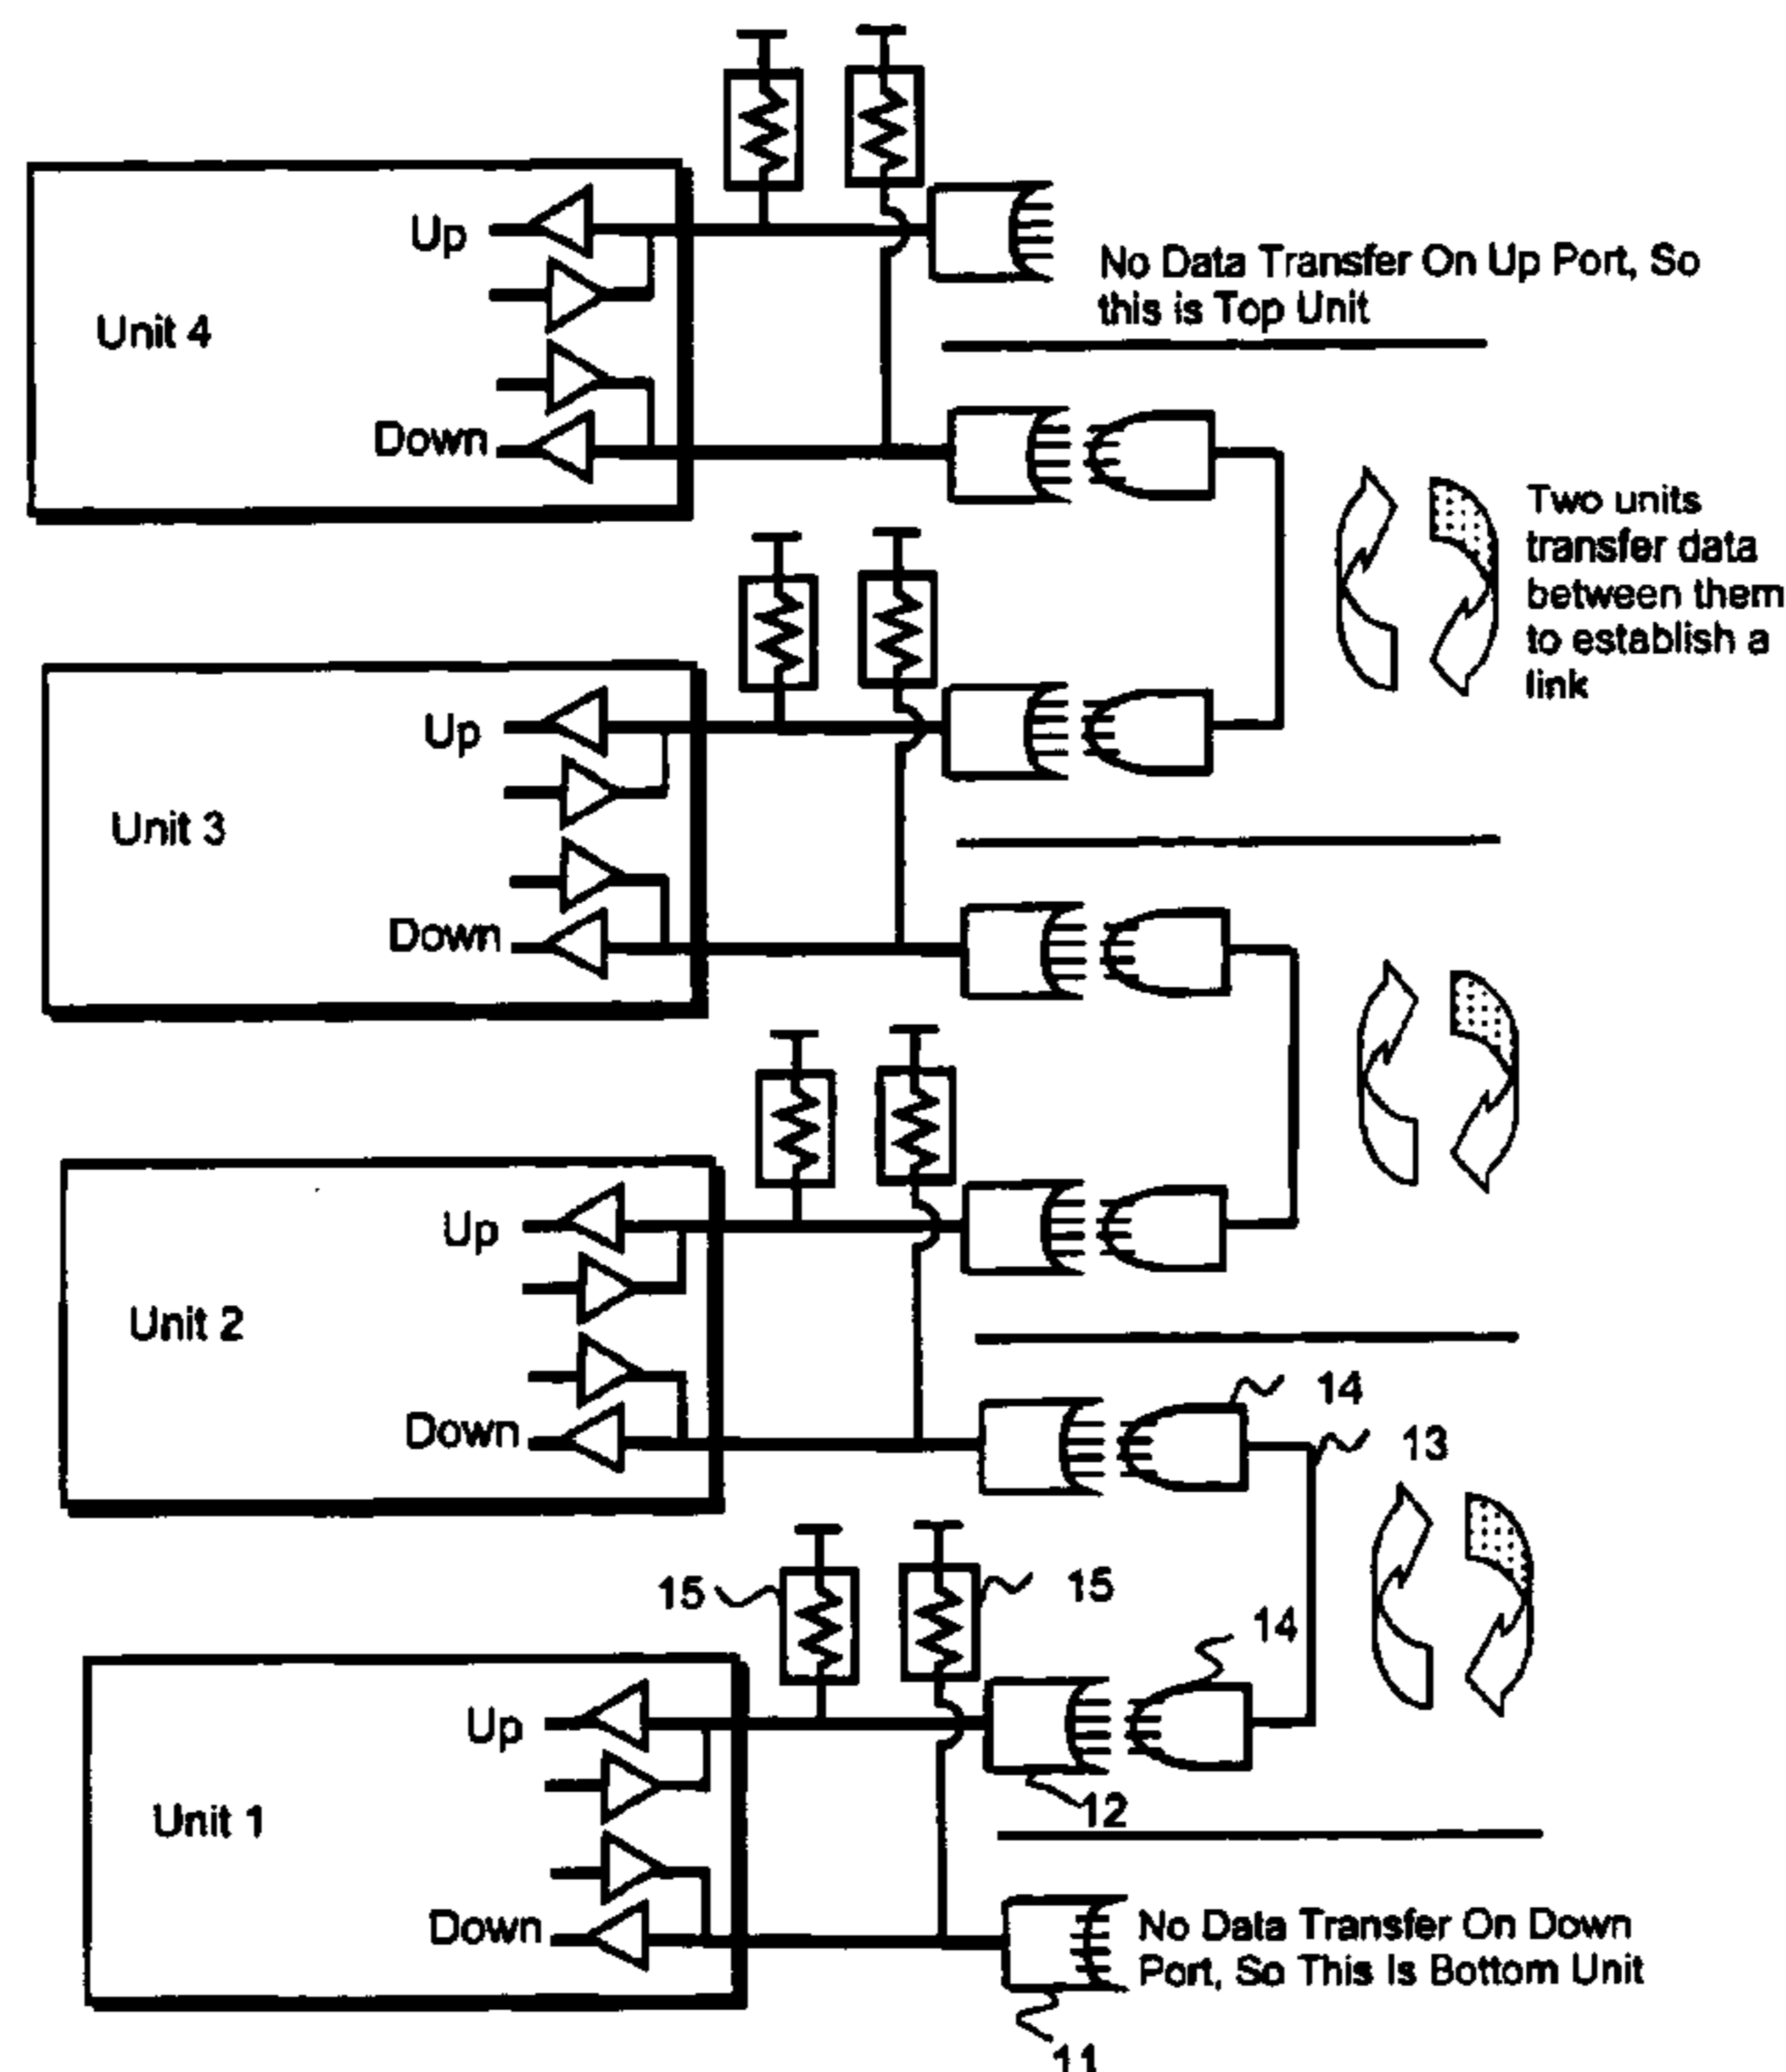 Up
No Data Transfer On Up Port, So
this is Top Unit
Unit 4
Down
Two units
transfer data
between them
to establish a
link
Up
Unit 3
Down
Up
Unit 2
14
Down
13
15
15
14
Up
12
Unit 1
Down
No Data Transfer On Down
Port, So This Is Bottom Unit
11